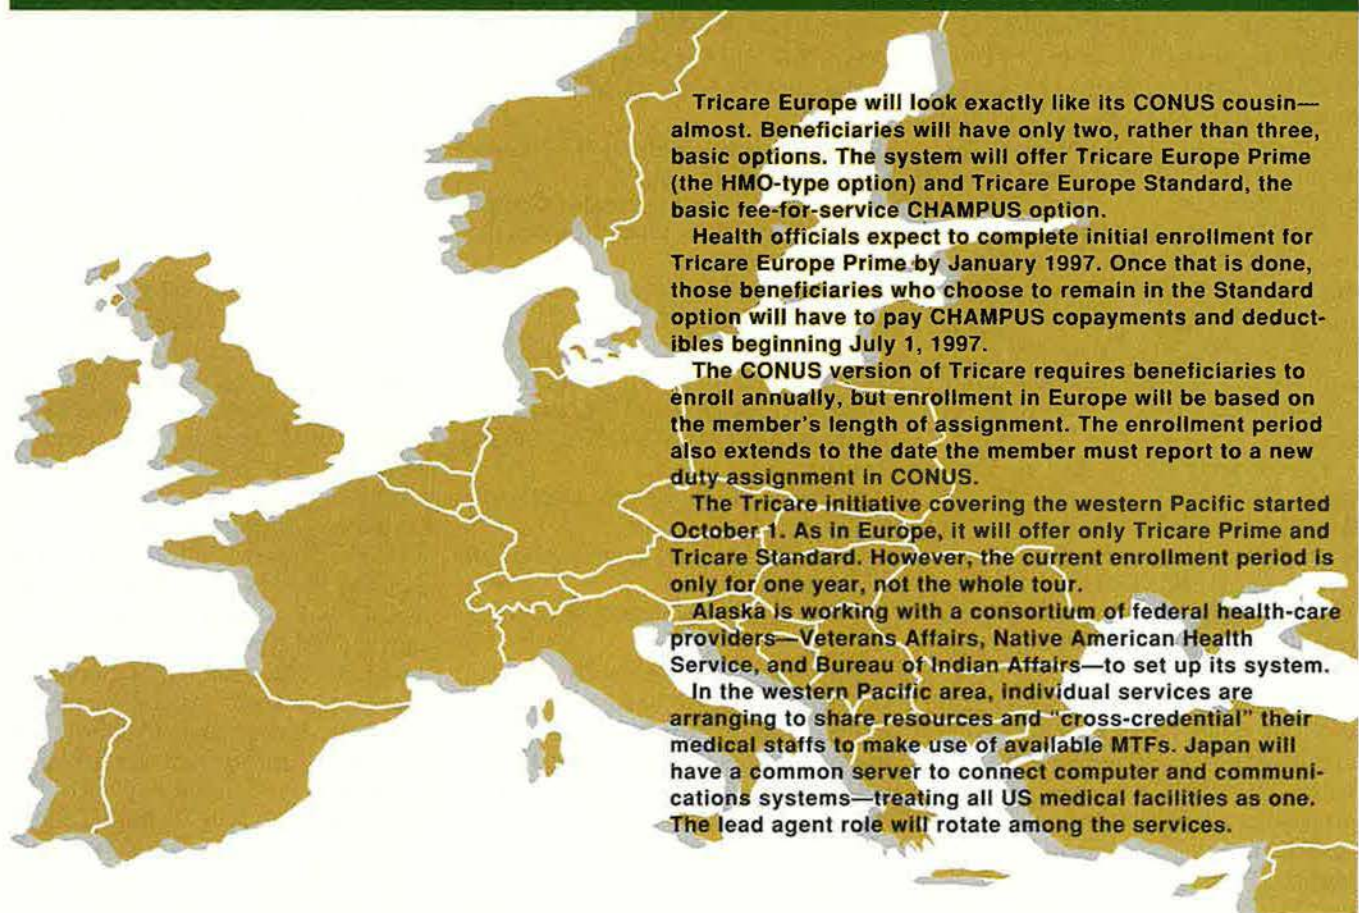 Tricare Europe will look exactly like its CONUS cousin—
almost. Beneficiaries will have only two, rather than three,
basic options. The system will offer Tricare Europe Prime
(the HMO-type option) and Tricare Europe Standard, the
basic fee-for-service CHAMPUS option.
Health officials expect to complete initial enrollment for
Tricare Europe Prime by January 1997. Once that is done,
those beneficiaries who choose to remain in the Standard
option will have to pay CHAMPUS copayments and deduct-
ibles beginning July 1, 1997.
The CONUS version of Tricare requires beneficiaries to
enroll annually, but enrollment in Europe will be based on
the member's length of assignment. The enrollment period
also extends to the date the member must report to a new
duty assignment in CONUS.
The Tricare initiative covering the western Pacific started
October 1. As in Europe, it will offer only Tricare Prime and
Tricare Standard. However, the current enrollment period is
only for one year, not the whole tour.
Alaska is working with a consortium of federal health-care
providers—Veterans Affairs, Native American Health
Service, and Bureau of Indian Affairs—to set up its system.
In the western Pacific area, individual services are
arranging to share resources and "cross-credential" their
medical staffs to make use of available MTFs. Japan will
have a common server to connect computer and communi-
cations systems—treating all US medical facilities as one.
The lead agent role will rotate among the services.